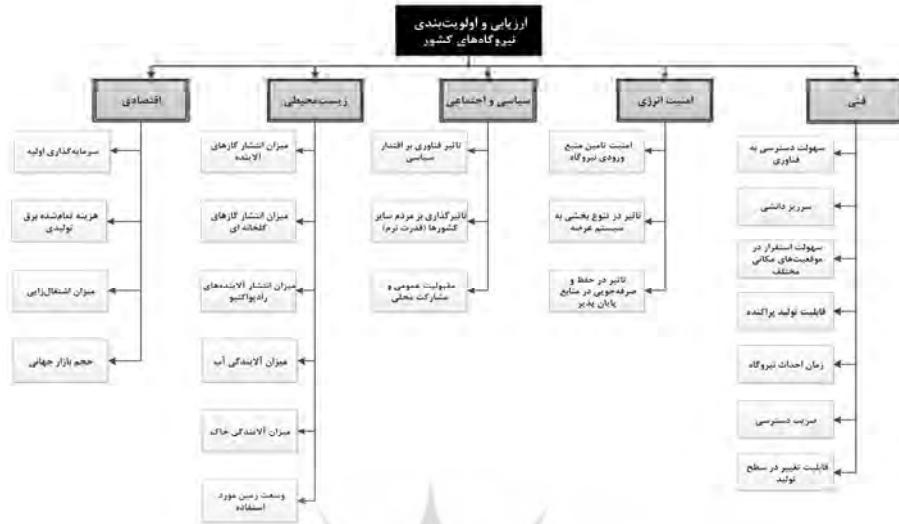 ارزیابی و اولویت‌بندی
نیروگاه‌های کشور
فنی
سهولت دسترسی به
فناوری
سرریز دانشی
سهولت استقرار در
موقعیت‌های مکانی
مختلف
قابلیت تولید پراکنده
زمان احداث نیروگاه
ضریب دسترسی
قابلیت تغییر در سطح
تولید
امنیت انرژی
امنیت تامین منبع
ورودی نیروگاه
تاثیر در تنوع بخشی به
سیستم عرضه
تاثیر در حفظ و
صرفه‌جویی در منابع
پایان پذیر
سیاسی و اجتماعی
تاثیر فناوری بر اقتدار
سیاسی
تاثیرگذاری بر مردم سایر
کشورها (قدرت نرم)
مقبولیت عمومی و
مشارکت محلی
زیست‌محیطی
میزان انتشار گازهای
آلاینده
میزان انتشار گازهای
گلخانه ای
میزان انتشار آلاینده‌های
رادیواکتیو
میزان آلایندگی آب
میزان آلایندگی خاک
وسعت زمین مورد
استفاده
اقتصادی
سرمایه‌گذاری اولیه
هزینه تمام‌شده برق
تولیدی
میزان اشتغال‌زایی
حجم بازار جهانی